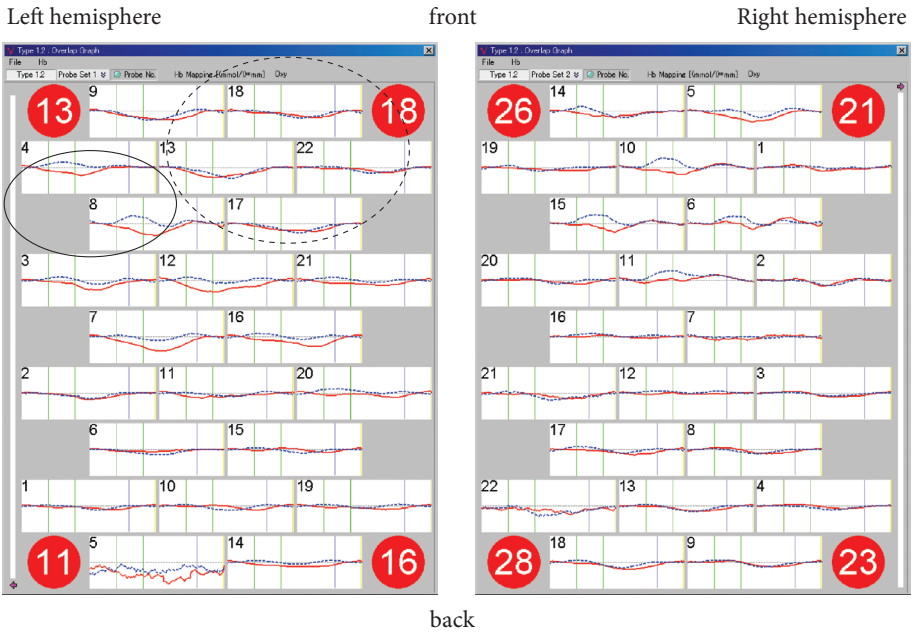 Left hemisphere front Right hemisphere
Type 1.2 : Overlap Graph
File Hb
Type 1.2 Probe Set 1 Probe No. Hb Mapping [(mmol/l)*mm] Oxy
13 9 18 18
4 13 22
8 17
3 12 21
7 16
2 11 20
6 15
1 10 19
11 5 14 16
Type 1.2 : Overlap Graph
File Hb
Type 1.2 Probe Set 2 Probe No. Hb Mapping [(mmol/l)*mm] Oxy
26 14 5 21
19 10 1
15 6
20 11 2
16 7
21 12 3
17 8
22 13 4
28 18 9 23
back